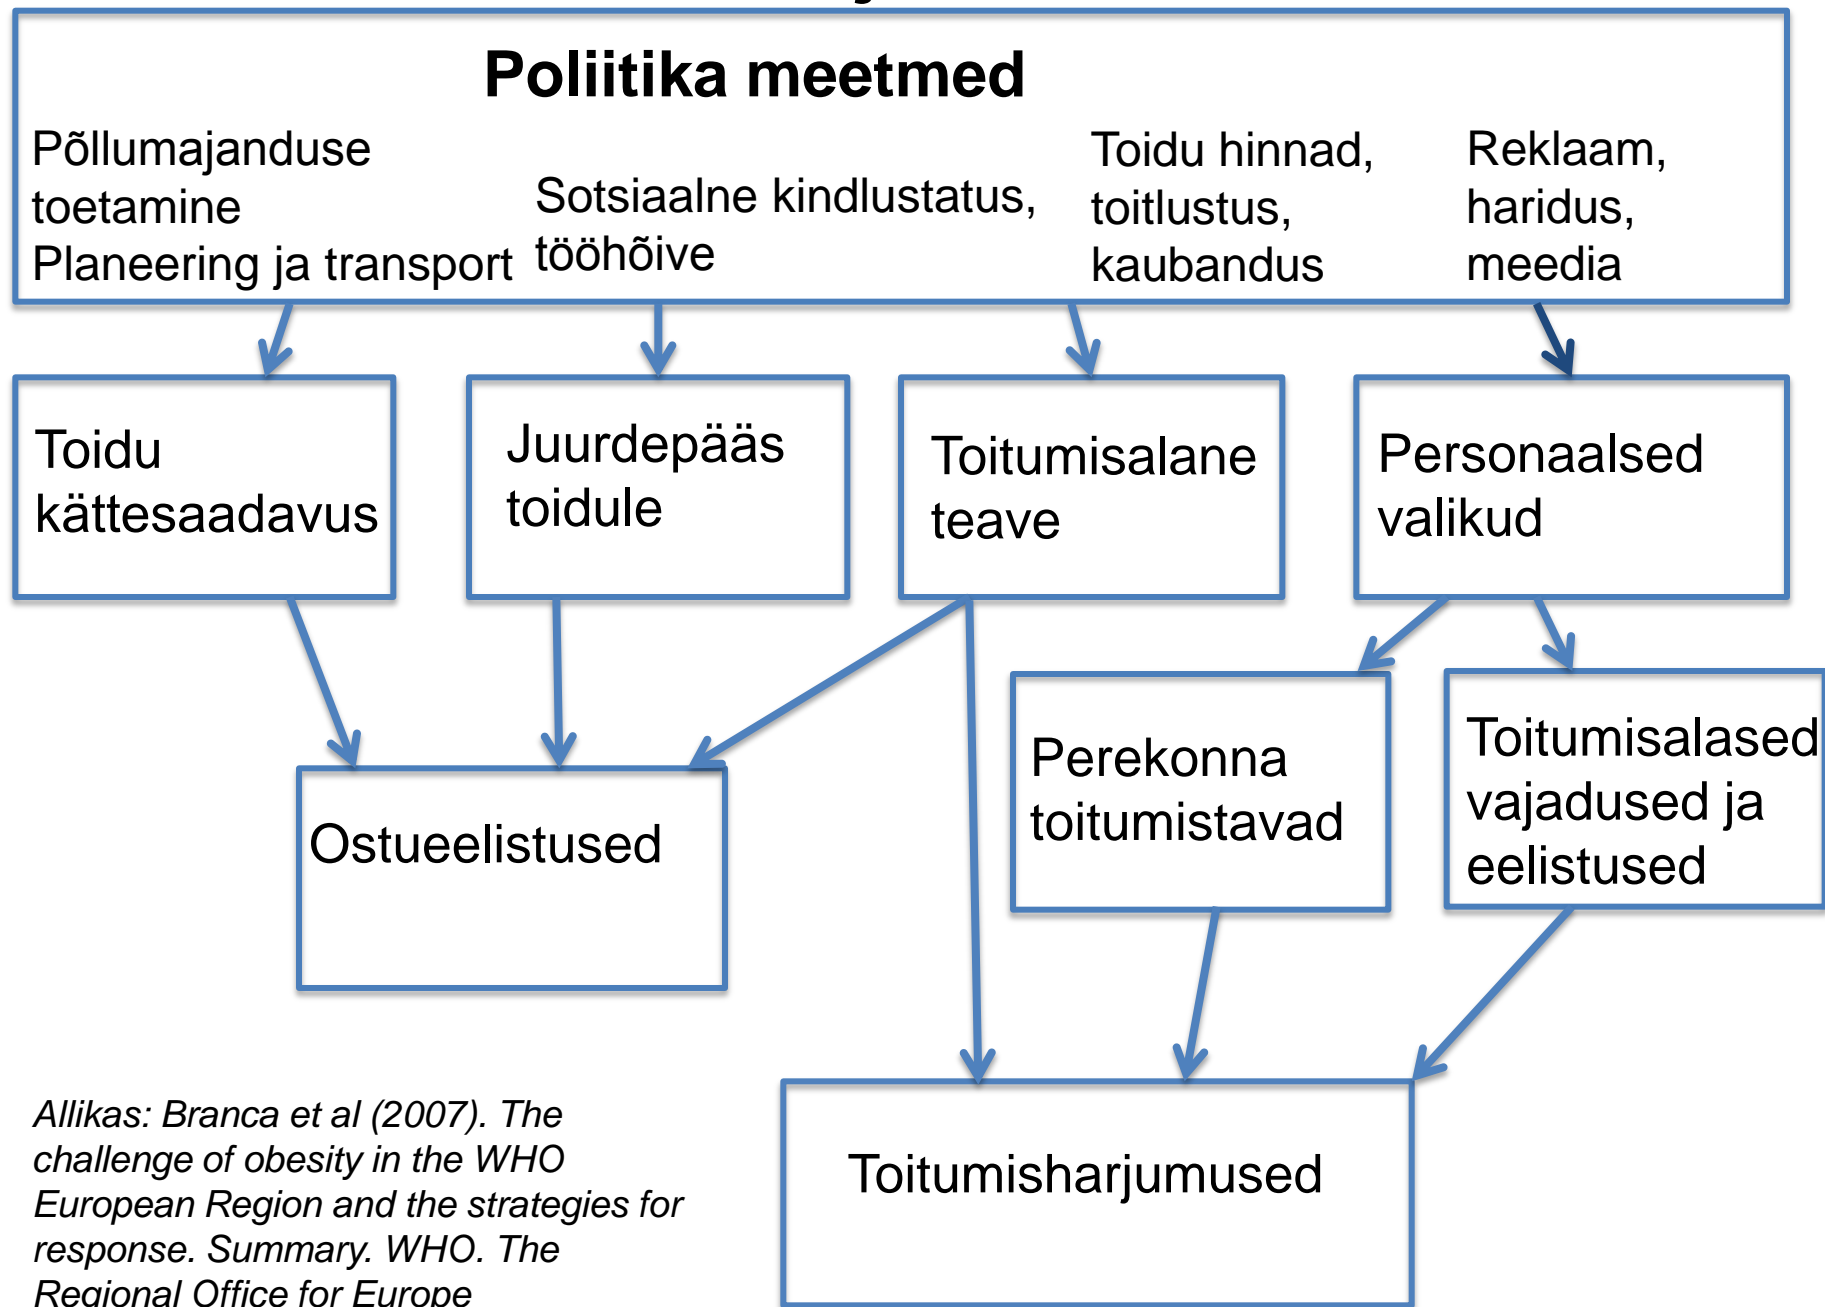 Poliitika meetmed
Põllumajanduse
toetamine
Planeering ja transport
Sotsiaalne kindlustatus,
tööhõive
Toidu hinnad,
toitlustus,
kaubandus
Reklaam,
haridus,
meedia
Toidu
kättesaadavus
Juurdepääs
toidule
Toitumisalane
teave
Personaalsed
valikud
Ostueelistused
Perekonna
toitumistavad
Toitumisalased
vajadused ja
eelistused
Toitumisharjumused
Allikas: Branca et al (2007). The
challenge of obesity in the WHO
European Region and the strategies for
response. Summary. WHO. The
Regional Office for Europe